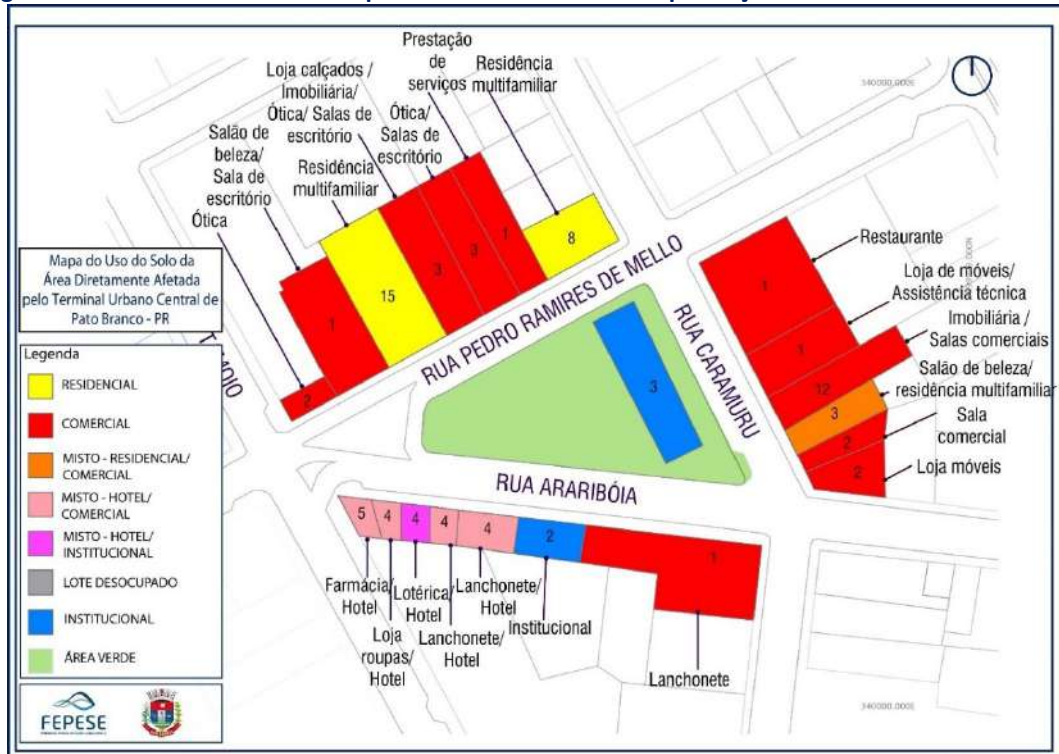 Prestação
de
serviços
Residência
multifamiliar
Loja calçados /
Imobiliária/
Ótica/ Salas de
escritório
Ótica/
Salas de
escritório
Salão de
beleza/
Sala de
escritório
Residência
multifamiliar
Ótica
340000.000E
Restaurante
Loja de móveis/
Assistência técnica
Imobiliária /
Salas comerciais
Salão de beleza/
residência multifamiliar
Sala
comercial
Loja móveis
2
1
15
3
3
1
8
RUA PEDRO RAMIRES DE MELLO
RUA CARAMURU
3
1
1
12
3
2
2
RUA ARARIBÓIA
5
4
4
4
4
2
1
Farmácia/
Hotel
Loja
roupas/
Hotel
Lotérica/
Hotel
Lanchonete/
Hotel
Lanchonete/
Hotel
Institucional
Lanchonete
340000.000E
Mapa do Uso do Solo da
Área Diretamente Afetada
pelo Terminal Urbano Central de
Pato Branco - PR
Legenda
RESIDENCIAL
COMERCIAL
MISTO - RESIDENCIAL/
COMERCIAL
MISTO - HOTEL/
COMERCIAL
MISTO - HOTEL/
INSTITUCIONAL
LOTE DESOCUPADO
INSTITUCIONAL
ÁREA VERDE
FEPESE